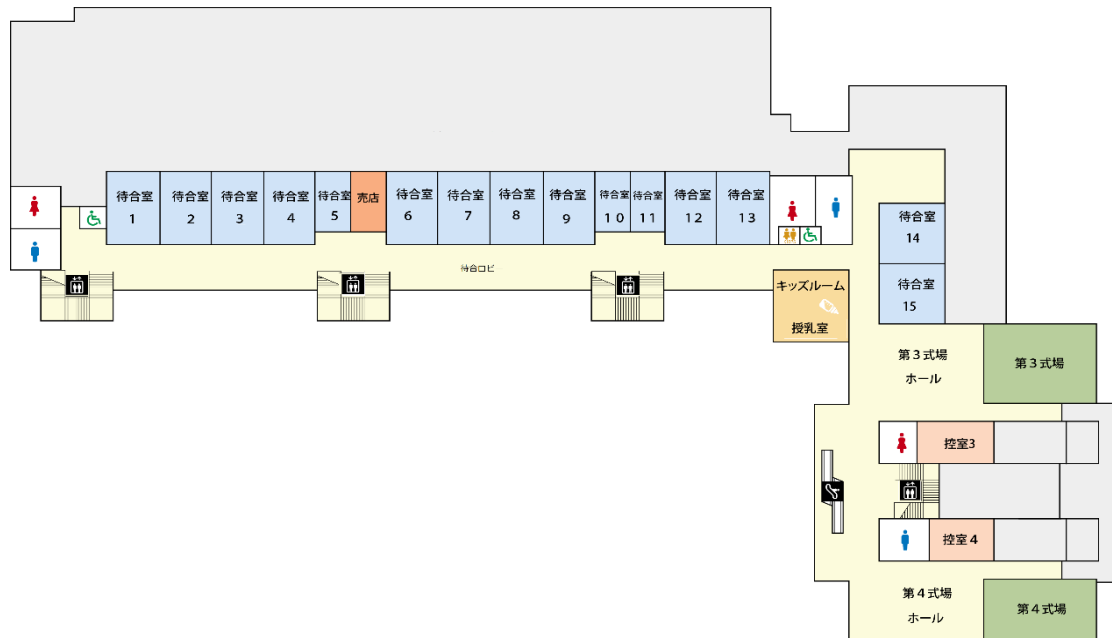 待合室
1
待合室
2
待合室
3
待合室
4
待合室
5
売店
待合室
6
待合室
7
待合室
8
待合室
9
待合室
10
待合室
11
待合室
12
待合室
13
待合ロビ
キッズルーム
授乳室
待合室
14
待合室
15
第3式場
ホール
第3式場
控室3
控室4
第4式場
ホール
第4式場